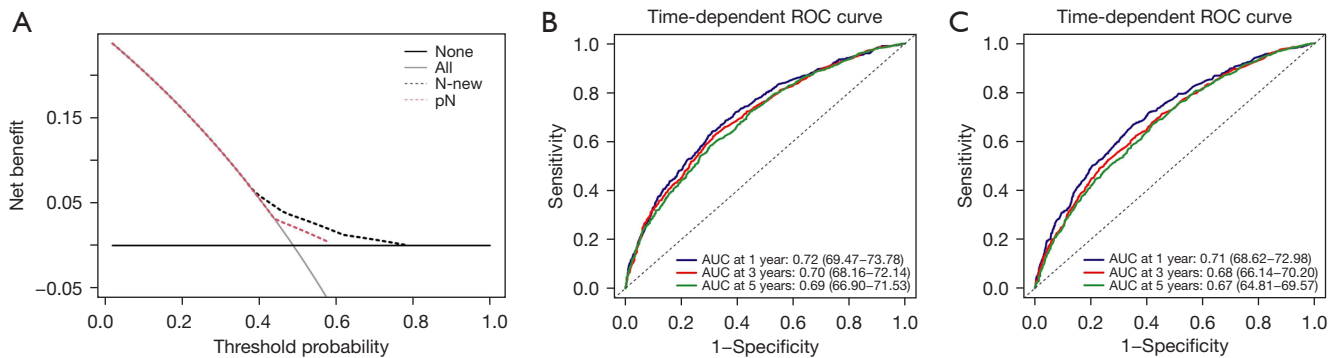 A
Net benefit
0.15
0.05
−0.05
None
All
N-new
pN
0.0 0.2 0.4 0.6 0.8 1.0
Threshold probability
B
Time-dependent ROC curve
Sensitivity
1.0
0.8
0.6
0.4
0.2
0.0
AUC at 1 year: 0.72 (69.47−73.78)
AUC at 3 years: 0.70 (68.16−72.14)
AUC at 5 years: 0.69 (66.90−71.53)
0.0 0.2 0.4 0.6 0.8 1.0
1−Specificity
C
Time-dependent ROC curve
Sensitivity
1.0
0.8
0.6
0.4
0.2
0.0
AUC at 1 year: 0.71 (68.62−72.98)
AUC at 3 years: 0.68 (66.14−70.20)
AUC at 5 years: 0.67 (64.81−69.57)
0.0 0.2 0.4 0.6 0.8 1.0
1−Specificity